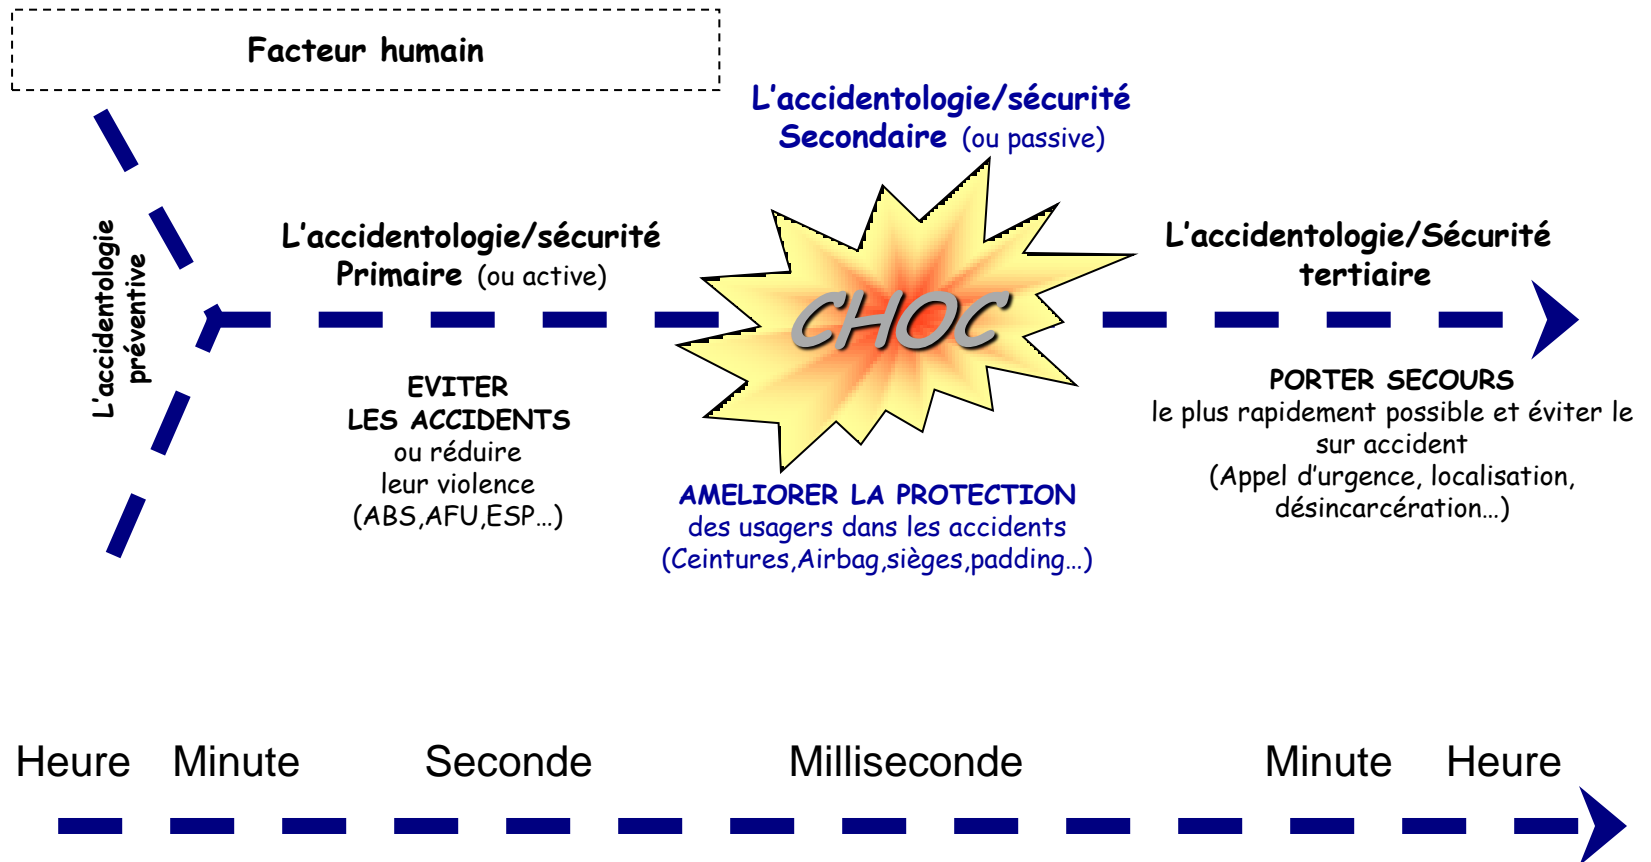 Facteur humain
L'accidentologie
préventive
L'accidentologie/sécurité
Primaire (ou active)
EVITER
LES ACCIDENTS
ou réduire
leur violence
(ABS,AFU,ESP…)
L'accidentologie/sécurité
Secondaire (ou passive)
CHOC
AMELIORER LA PROTECTION
des usagers dans les accidents
(Ceintures,Airbag,sièges,padding…)
L'accidentologie/Sécurité
tertiaire
PORTER SECOURS
le plus rapidement possible et éviter le
sur accident
(Appel d'urgence, localisation,
désincarcération…)
Heure Minute Seconde Milliseconde Minute Heure